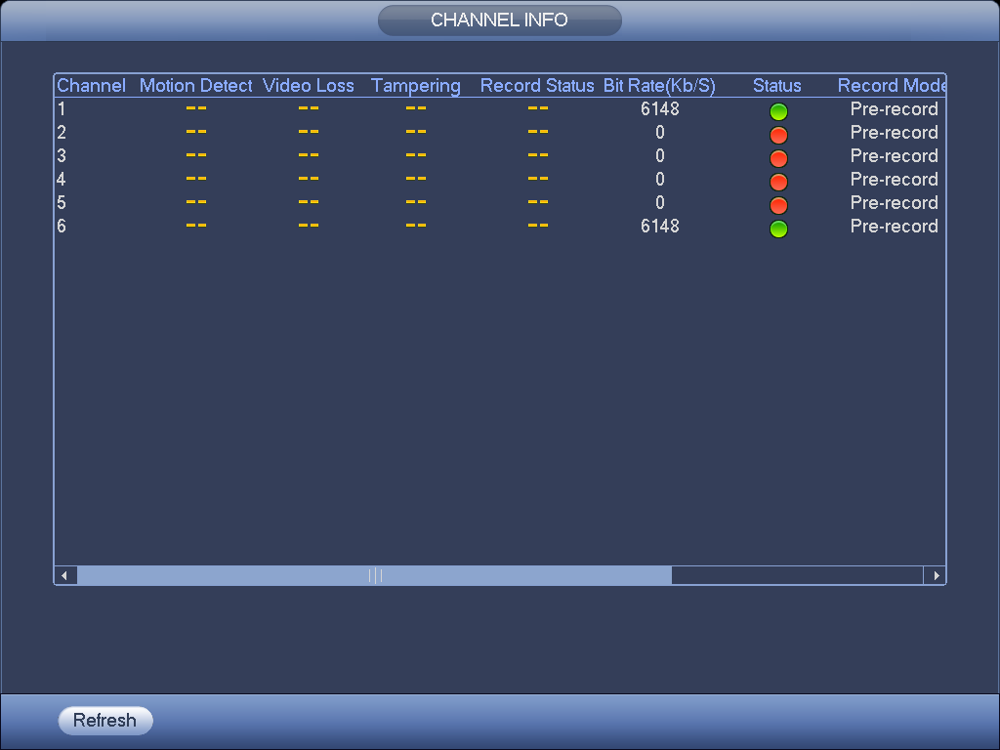 CHANNEL INFO
Channel Motion Detect Video Loss Tampering Record Status Bit Rate(Kb/S) Status Record Mode
1 -- -- -- -- 6148 Pre-record
2 -- -- -- -- 0 Pre-record
3 -- -- -- -- 0 Pre-record
4 -- -- -- -- 0 Pre-record
5 -- -- -- -- 0 Pre-record
6 -- -- -- -- 6148 Pre-record
Refresh